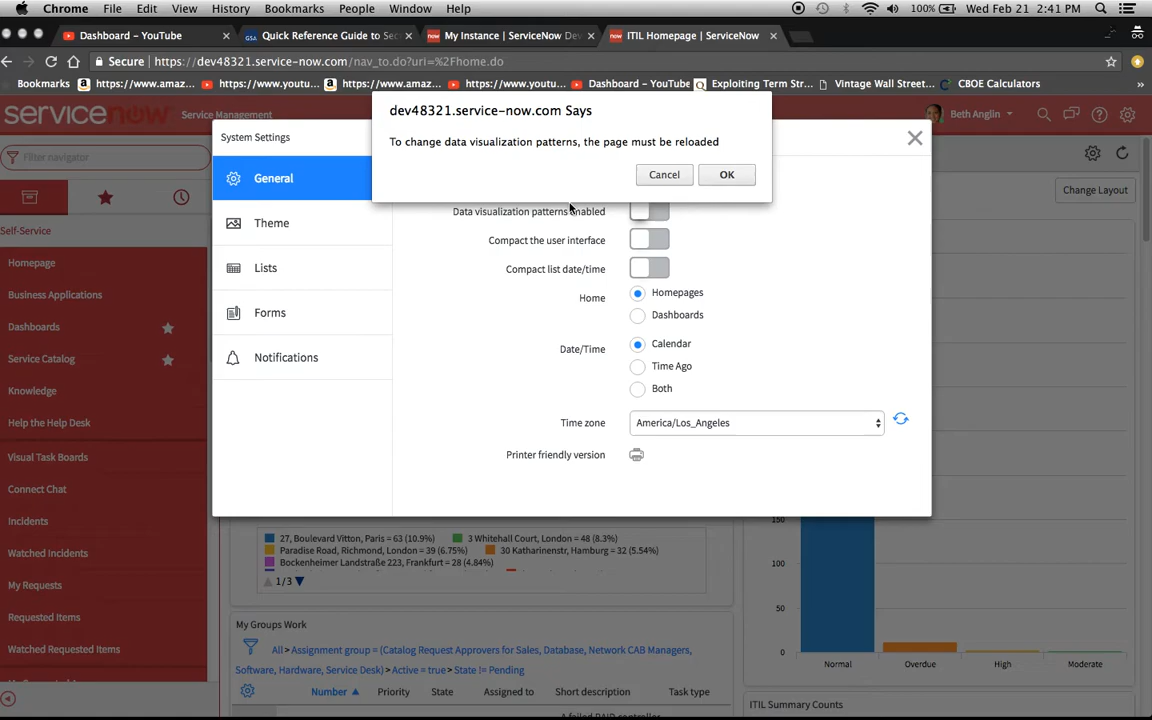 Chrome File Edit View History Bookmarks People Window Help 100% Wed Feb 21 2:41 PM
Dashboard - YouTube Quick Reference Guide to Sec My Instance | ServiceNow Dev ITIL Homepage | ServiceNow
Secure https://dev48321.service-now.com/nav_to.do?uri=%2Fhome.do
Bookmarks https://www.amaz... https://www.youtu... https://www.amaz... https://www.youtu... Dashboard - YouTube Exploiting Term Str... Vintage Wall Street... CBOE Calculators »
servicenow Service Management Beth Anglin
dev48321.service-now.com Says
To change data visualization patterns, the page must be reloaded
Cancel OK
System Settings
General
Theme
Lists
Forms
Notifications
Data visualization patterns enabled
Compact the user interface
Compact list date/time
Home Homepages
Dashboards
Date/Time Calendar
Time Ago
Both
Time zone America/Los_Angeles
Printer friendly version
Filter navigator
Self-Service
Homepage
Business Applications
Dashboards
Service Catalog
Knowledge
Help the Help Desk
Visual Task Boards
Connect Chat
Incidents
Watched Incidents
My Requests
Requested Items
Watched Requested Items
Change Layout
27, Boulevard Vitton, Paris = 63 (10.9%) 3 Whitehall Court, London = 48 (8.3%)
Paradise Road, Richmond, London = 39 (6.75%) 30 Katharinenstr, Hamburg = 32 (5.54%)
Bockenheimer Landstraße 223, Frankfurt = 28 (4.84%)
1/3
My Groups Work
All > Assignment group = (Catalog Request Approvers for Sales, Database, Network CAB Managers,
Software, Hardware, Service Desk) > Active = true > State != Pending
Number Priority State Assigned to Short description Task type
A failed RAID controller
150
100
50
0
Normal Overdue High Moderate
ITIL Summary Counts